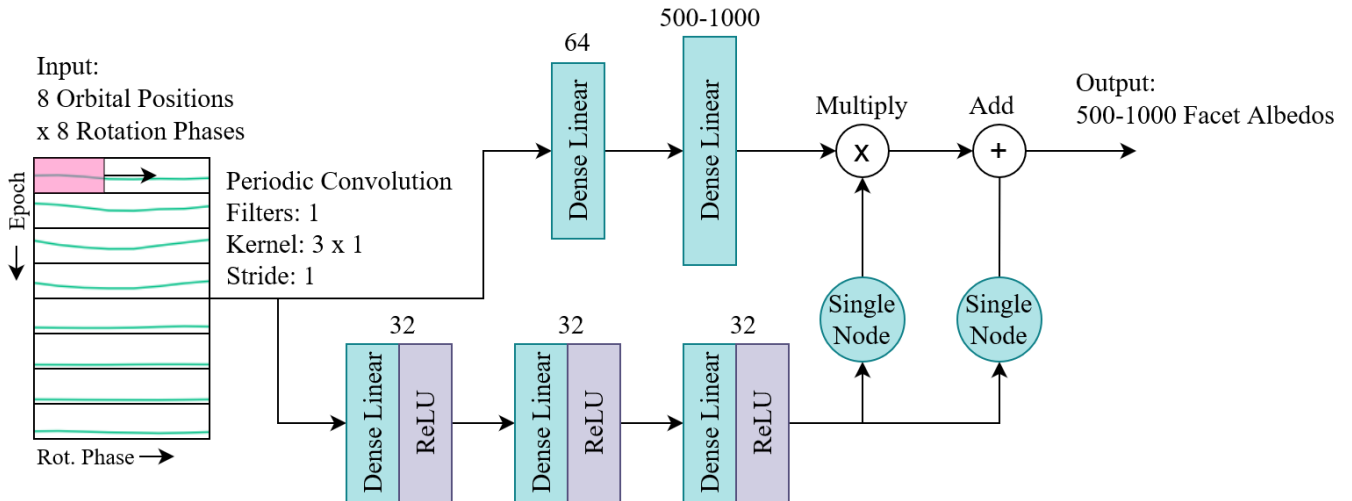 Input:
8 Orbital Positions
x 8 Rotation Phases
Epoch
Rot. Phase
Periodic Convolution
Filters: 1
Kernel: 3 x 1
Stride: 1
64
Dense Linear
500-1000
Dense Linear
Multiply
x
Add
+
Output:
500-1000 Facet Albedos
Single
Node
Single
Node
32
Dense Linear
ReLU
32
Dense Linear
ReLU
32
Dense Linear
ReLU